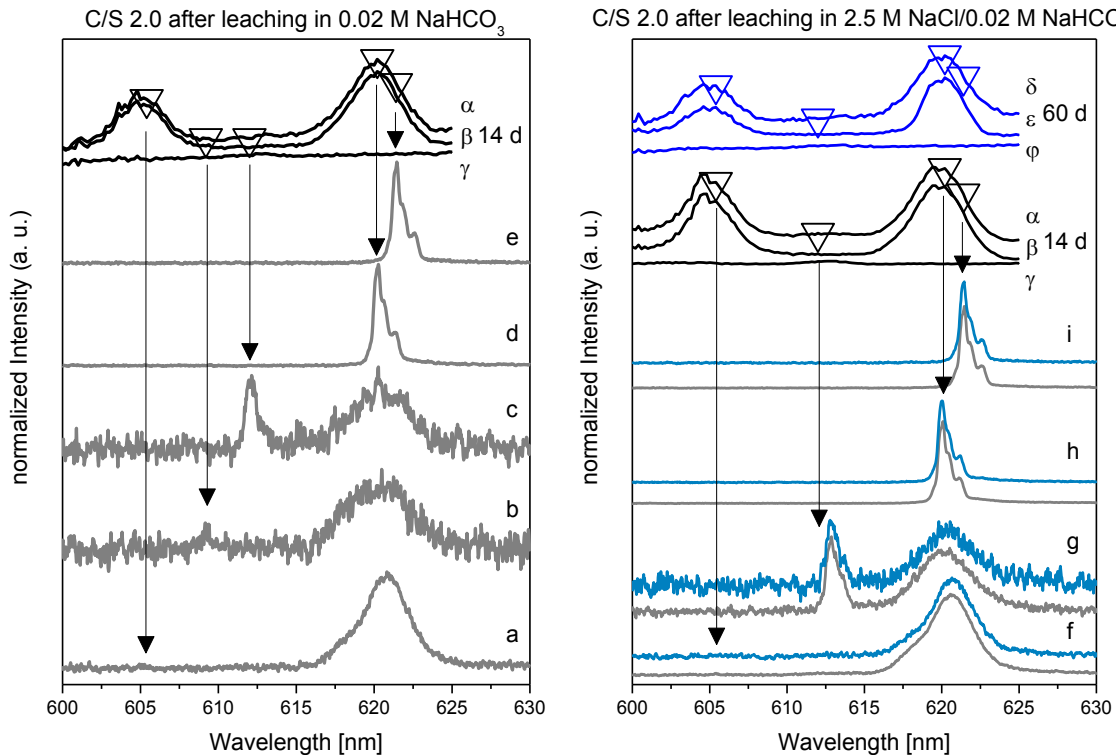 C/S 2.0 after leaching in 0.02 M NaHCO₃
normalized Intensity (a. u.)
α
β 14 d
γ
e
d
c
b
a
600 605 610 615 620 625 630
Wavelength [nm]
C/S 2.0 after leaching in 2.5 M NaCl/0.02 M NaHCO
normalized Intensity (a. u.)
δ
ε 60 d
φ
α
β 14 d
γ
i
h
g
f
600 605 610 615 620 625 630
Wavelength [nm]